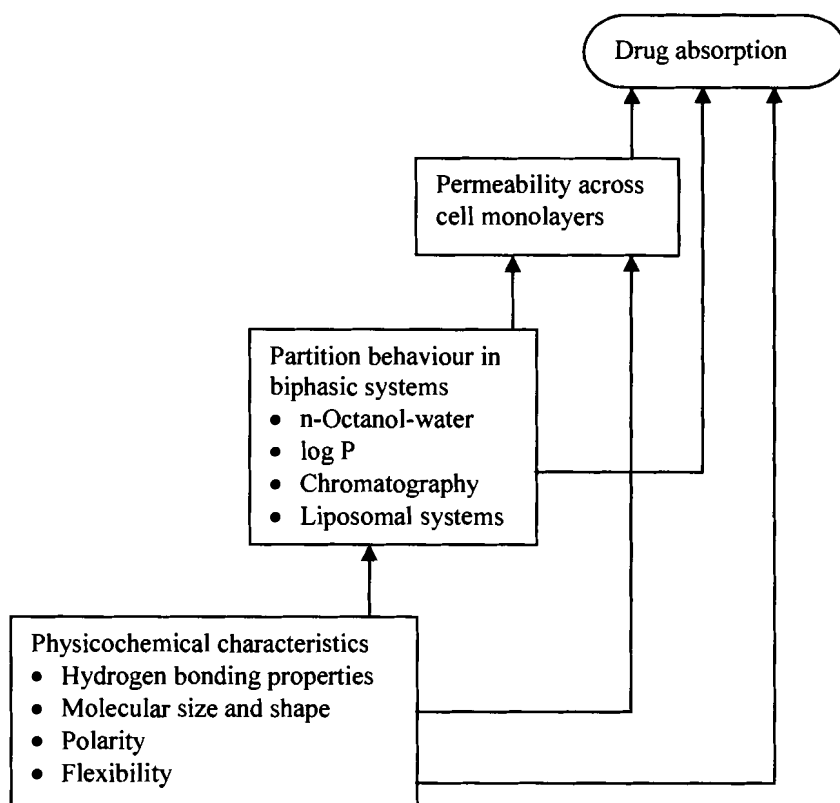 Drug absorption
Permeability across
cell monolayers
Partition behaviour in
biphasic systems
• n-Octanol-water
• log P
• Chromatography
• Liposomal systems
Physicochemical characteristics
• Hydrogen bonding properties
• Molecular size and shape
• Polarity
• Flexibility